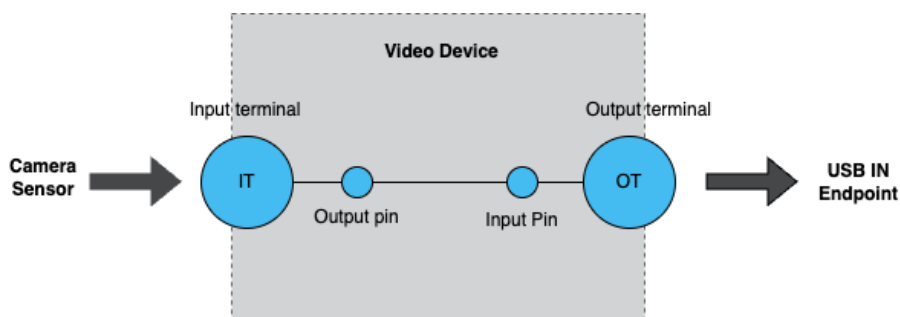 Video Device
Input terminal
Output terminal
Camera
Sensor
IT
OT
USB IN
Endpoint
Output pin
Input Pin